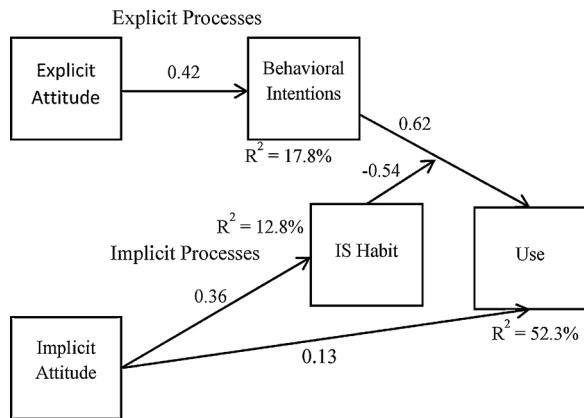 Explicit Processes
Explicit
Attitude
0.42
Behavioral
Intentions
R² = 17.8%
0.62
-0.54
R² = 12.8%
Implicit Processes
IS Habit
Use
0.36
R² = 52.3%
Implicit
Attitude
0.13